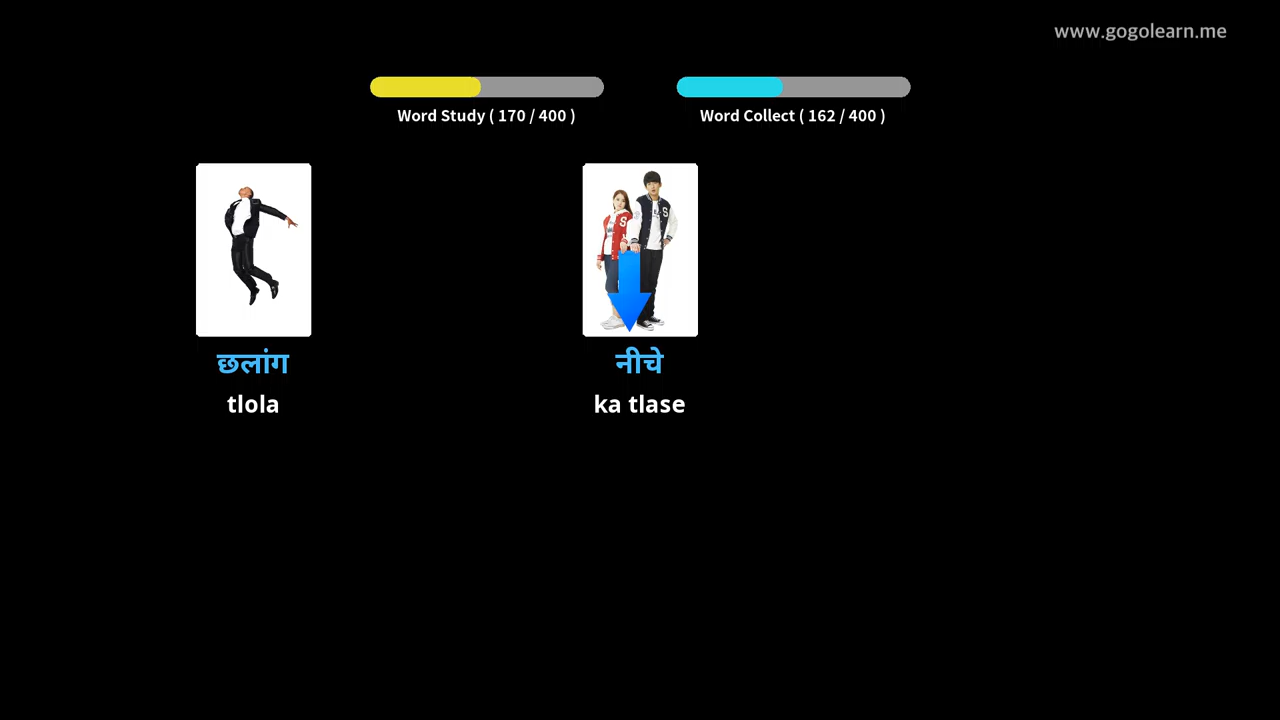 www.gogolearn.me
Word Study ( 170 / 400 )
Word Collect ( 162 / 400 )
छलांग
tlola
नीचे
ka tlase